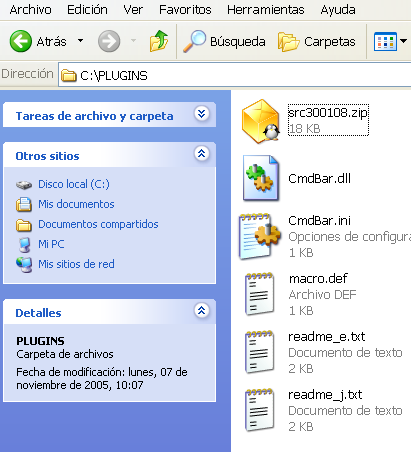 Archivo Edición Ver Favoritos Herramientas Ayuda
Atrás Búsqueda Carpetas
Dirección C:\PLUGINS
Tareas de archivo y carpeta
Otros sitios
Disco local (C:)
Mis documentos
Documentos compartidos
Mi PC
Mis sitios de red
Detalles
PLUGINS
Carpeta de archivos
Fecha de modificación: lunes, 07 de
noviembre de 2005, 10:07
src300108.zip
18 KB
CmdBar.dll
CmdBar.ini
Opciones de configura
1 KB
macro.def
Archivo DEF
1 KB
readme_e.txt
Documento de texto
2 KB
readme_j.txt
Documento de texto
2 KB